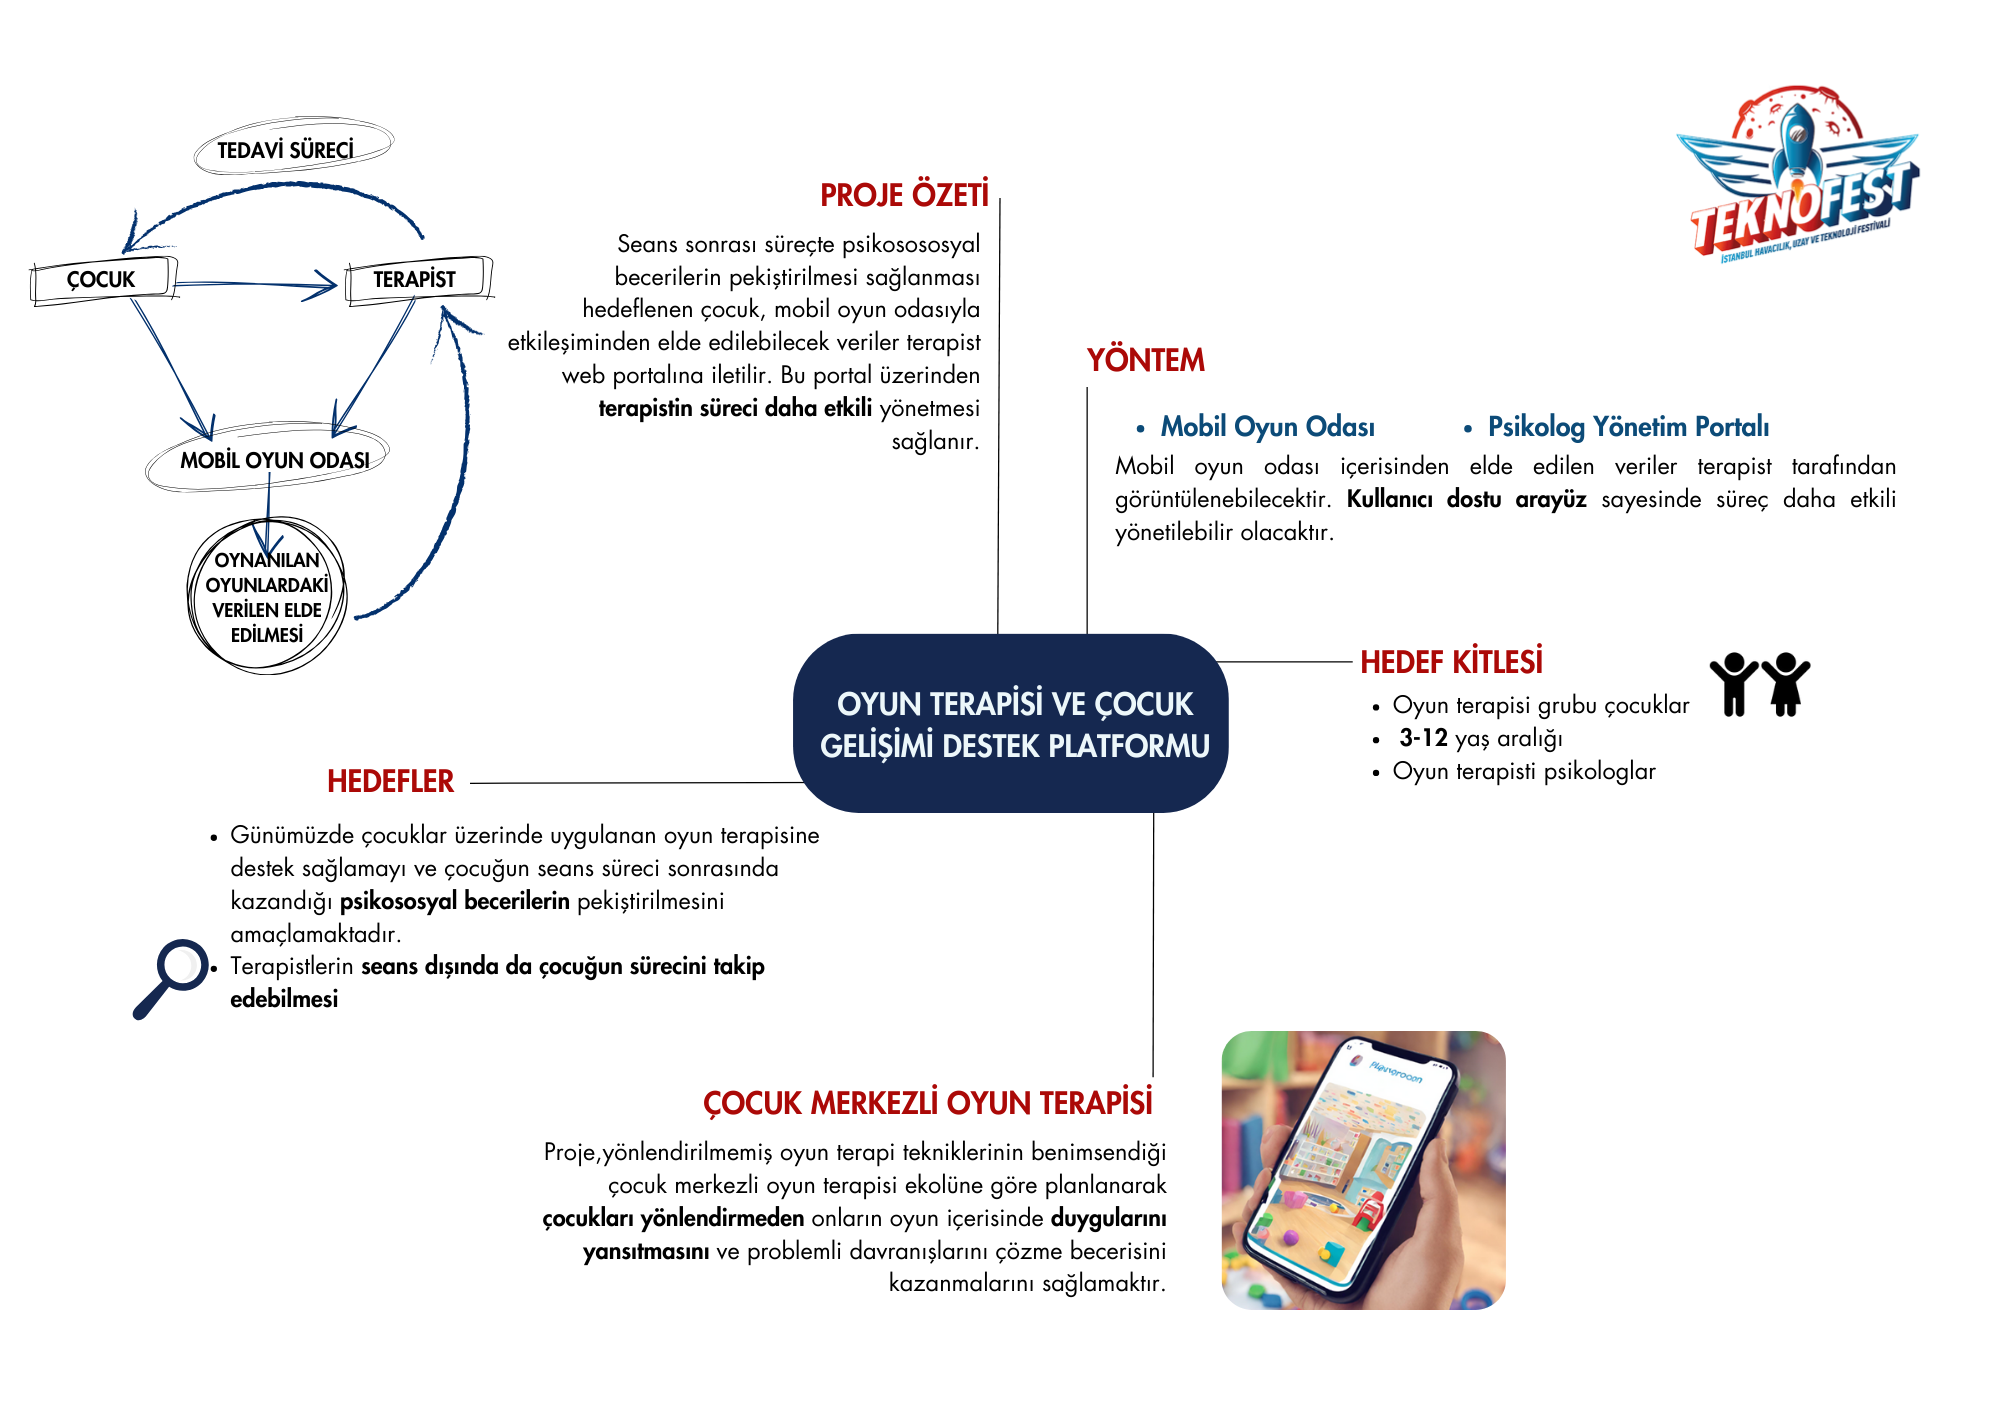 TEDAVİ SÜRECİ
ÇOCUK
TERAPİST
MOBİL OYUN ODASI
OYNANILAN
OYUNLARDAKİ
VERİLEN ELDE
EDİLMESİ
PROJE ÖZETİ
Seans sonrası süreçte psikosososyal
becerilerin pekiştirilmesi sağlanması
hedeflenen çocuk, mobil oyun odasıyla
etkileşiminden elde edilebilecek veriler terapist
web portalına iletilir. Bu portal üzerinden
terapistin süreci daha etkili yönetmesi
sağlanır.
TEKNOFEST
İSTANBUL HAVACILIK, UZAY VE TEKNOLOJİ FESTİVALİ
YÖNTEM
• Mobil Oyun Odası
• Psikolog Yönetim Portalı
Mobil oyun odası içerisinden elde edilen veriler terapist tarafından
görüntülenebilecektir. Kullanıcı dostu arayüz sayesinde süreç daha etkili
yönetilebilir olacaktır.
OYUN TERAPİSİ VE ÇOCUK
GELİŞİMİ DESTEK PLATFORMU
HEDEF KİTLESİ
• Oyun terapisi grubu çocuklar
• 3-12 yaş aralığı
• Oyun terapisti psikologlar
HEDEFLER
• Günümüzde çocuklar üzerinde uygulanan oyun terapisine
destek sağlamayı ve çocuğun seans süreci sonrasında
kazandığı psikososyal becerilerin pekiştirilmesini
amaçlamaktadır.
• Terapistlerin seans dışında da çocuğun sürecini takip
edebilmesi
ÇOCUK MERKEZLİ OYUN TERAPİSİ
Proje,yönlendirilmemiş oyun terapi tekniklerinin benimsendiği
çocuk merkezli oyun terapisi ekolüne göre planlanarak
çocukları yönlendirmeden onların oyun içerisinde duygularını
yansıtmasını ve problemli davranışlarını çözme becerisini
kazanmalarını sağlamaktır.